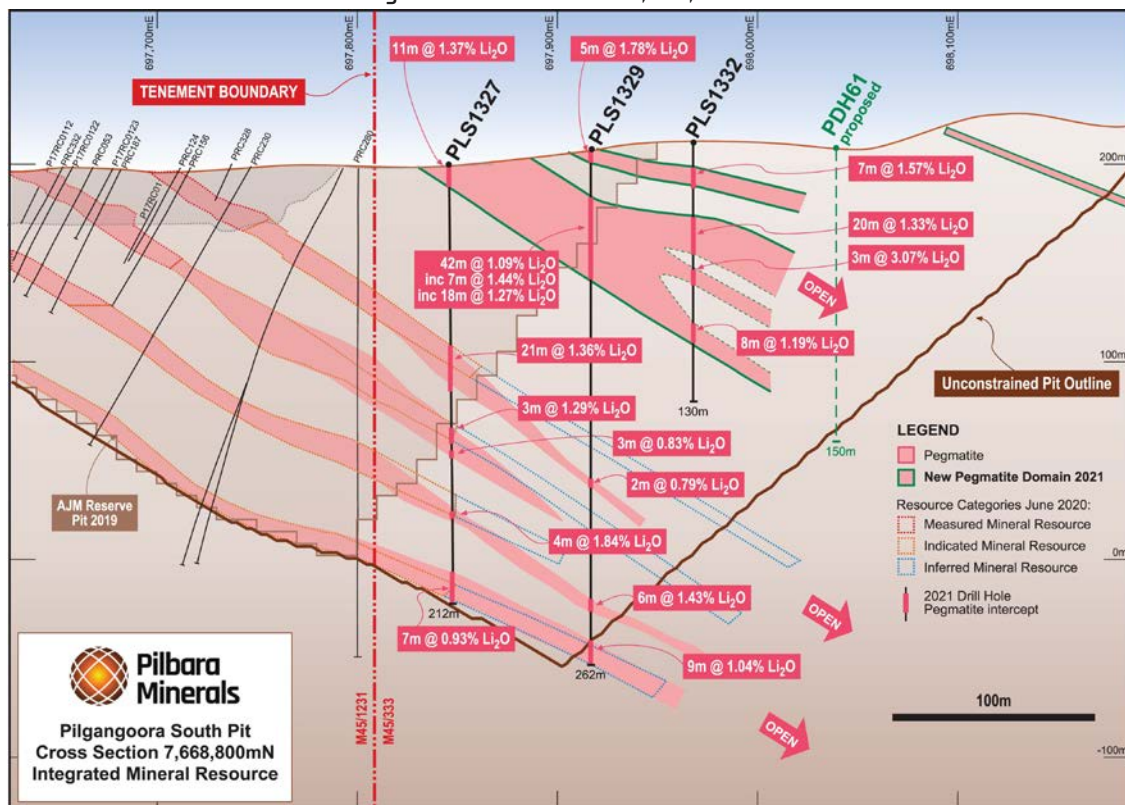 697,700mE
697,800mE
697,900mE
698,000mE
698,100mE
11m @ 1.37% Li2O
5m @ 1.78% Li2O
TENEMENT BOUNDARY
PLS1327
PLS1329
PLS1332
PDH61
proposed
P17RC0112
PRC332
P17RC0122
PRC053
P17RC0123
PRC187
P17RC01
PRC124
PRC156
PRC328
PRC230
PRC280
200m
7m @ 1.57% Li2O
20m @ 1.33% Li2O
3m @ 3.07% Li2O
42m @ 1.09% Li2O
inc 7m @ 1.44% Li2O
inc 18m @ 1.27% Li2O
OPEN
8m @ 1.19% Li2O
21m @ 1.36% Li2O
100m
Unconstrained Pit Outline
130m
3m @ 1.29% Li2O
3m @ 0.83% Li2O
150m
2m @ 0.79% Li2O
AJM Reserve
Pit 2019
4m @ 1.84% Li2O
LEGEND
Pegmatite
New Pegmatite Domain 2021
Resource Categories June 2020:
Measured Mineral Resource
Indicated Mineral Resource
Inferred Mineral Resource
2021 Drill Hole
Pegmatite intercept
0m
6m @ 1.43% Li2O
212m
7m @ 0.93% Li2O
OPEN
9m @ 1.04% Li2O
262m
M45/1231
M45/333
OPEN
100m
-100m
Pilbara
Minerals
Pilgangoora South Pit
Cross Section 7,668,800mN
Integrated Mineral Resource